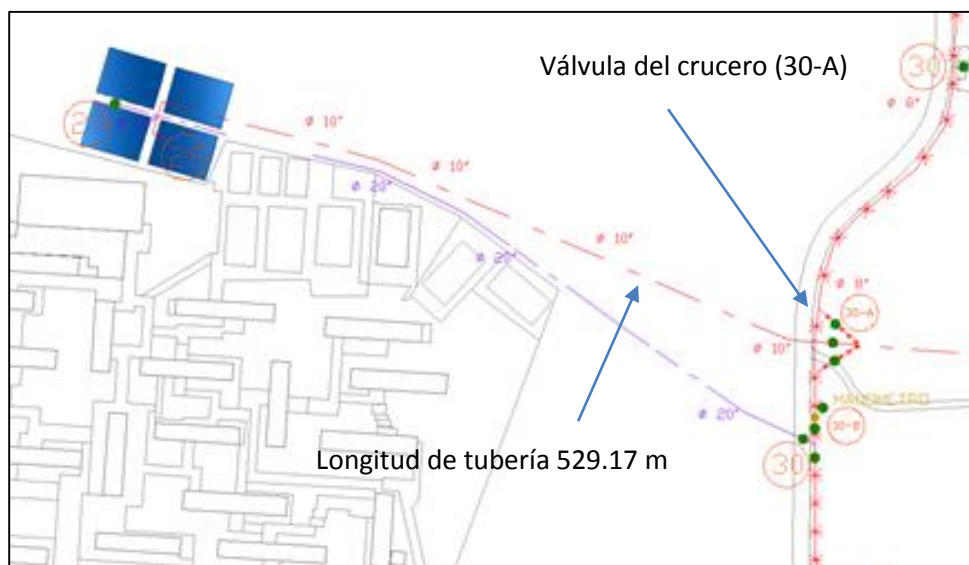 Válvula del crucero (30-A)
30
ø 8"
ø 10"
ø 10"
ø 20"
ø 10"
ø 20"
ø 8"
30-A
ø 10"
MANOMETRO
ø 20"
30-B
Longitud de tubería 529.17 m
30